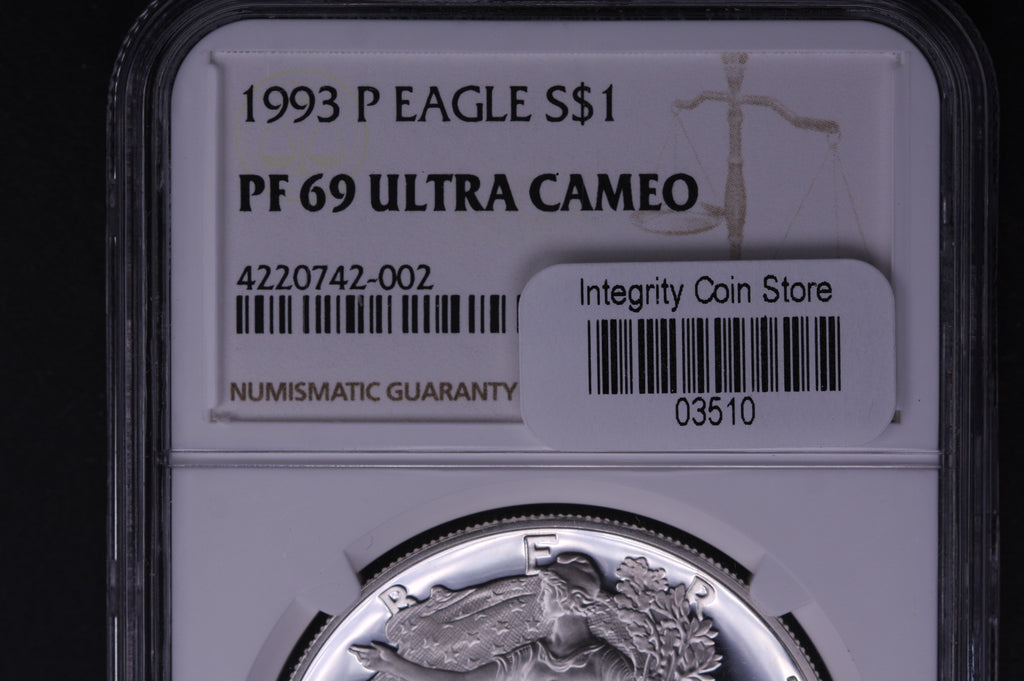 1993 P EAGLE S$1
PF 69 ULTRA CAMEO
4220742-002
NUMISMATIC GUARANTY
Integrity Coin Store
03510
R E R